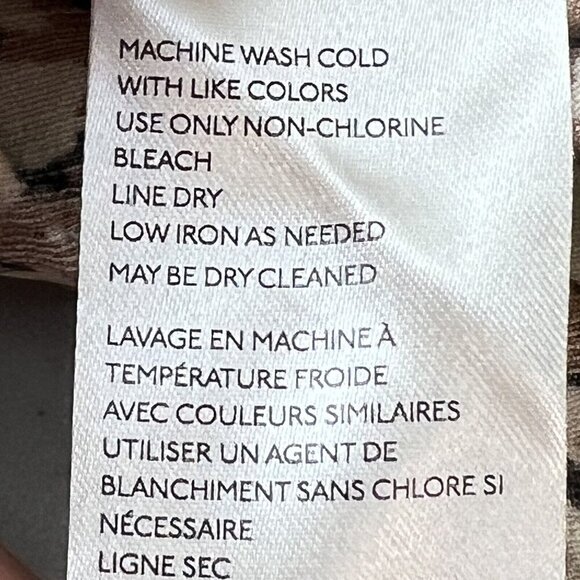 MACHINE WASH COLD
WITH LIKE COLORS
USE ONLY NON-CHLORINE
BLEACH
LINE DRY
LOW IRON AS NEEDED
MAY BE DRY CLEANED
LAVAGE EN MACHINE À
TEMPÉRATURE FROIDE
AVEC COULEURS SIMILAIRES
UTILISER UN AGENT DE
BLANCHIMENT SANS CHLORE SI
NÉCESSAIRE
LIGNE SEC